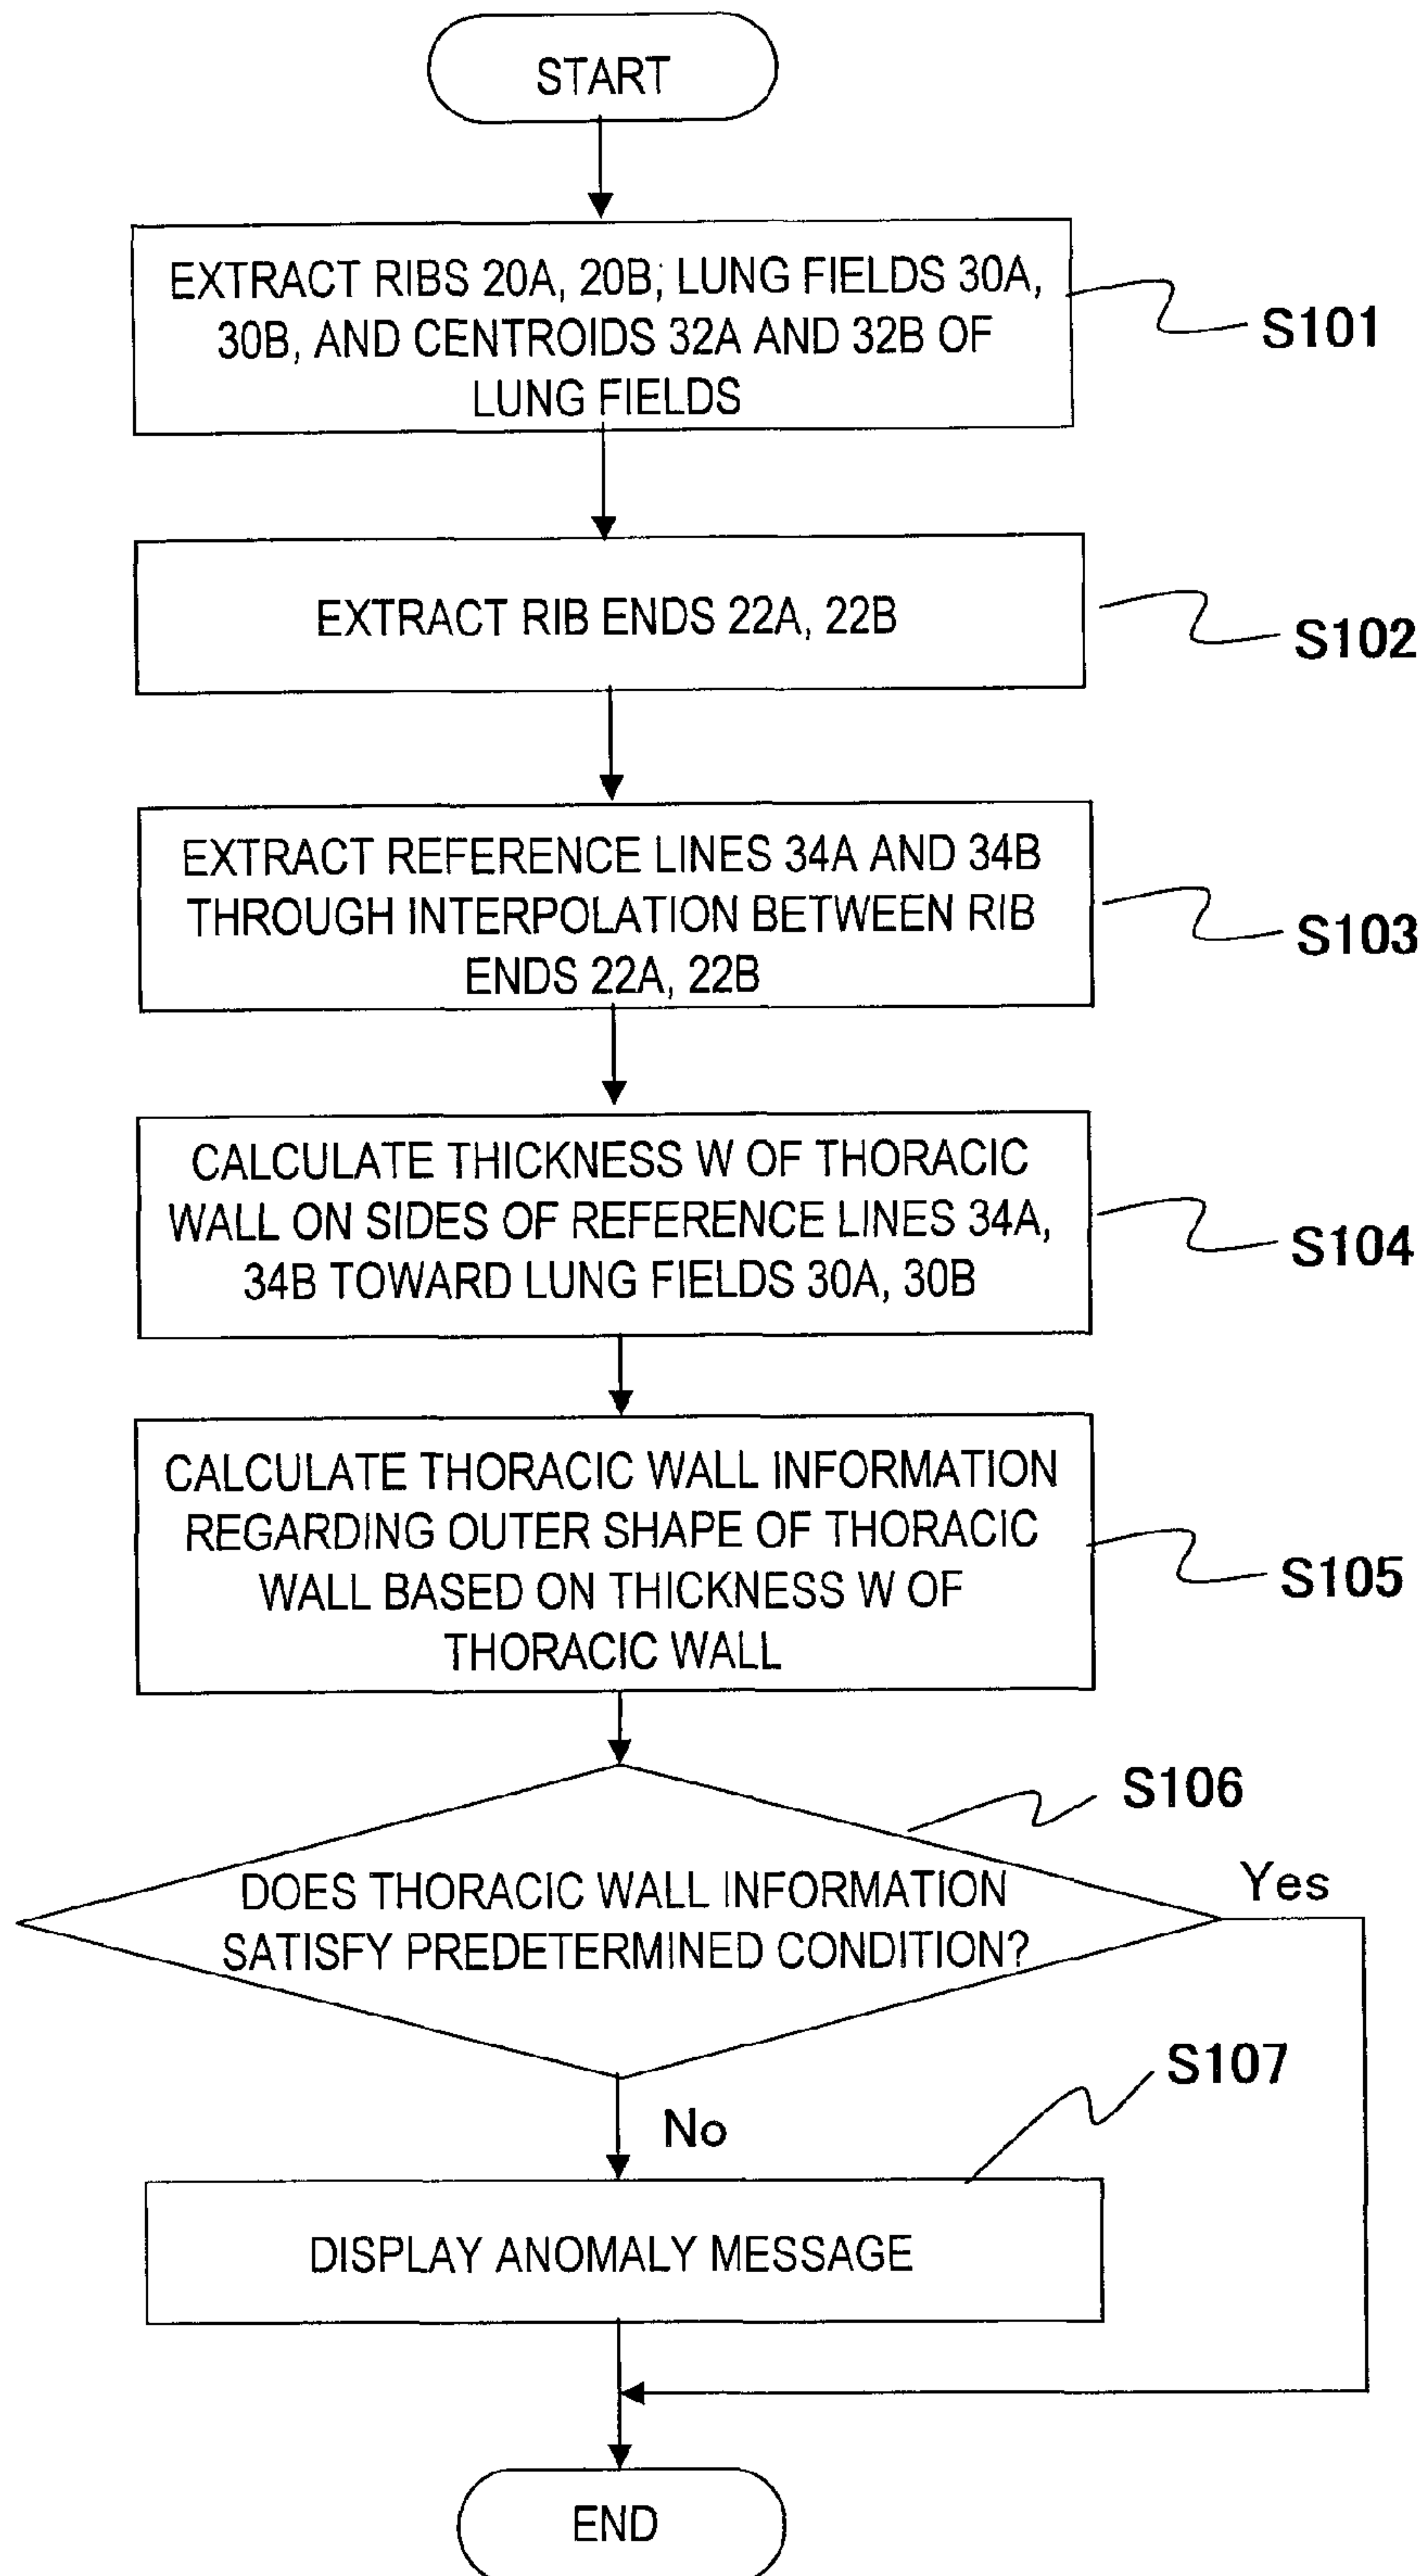 START
EXTRACT RIBS 20A, 20B; LUNG FIELDS 30A,
30B, AND CENTROIDS 32A AND 32B OF
LUNG FIELDS
S101
EXTRACT RIB ENDS 22A, 22B
S102
EXTRACT REFERENCE LINES 34A AND 34B
THROUGH INTERPOLATION BETWEEN RIB
ENDS 22A, 22B
S103
CALCULATE THICKNESS W OF THORACIC
WALL ON SIDES OF REFERENCE LINES 34A,
34B TOWARD LUNG FIELDS 30A, 30B
S104
CALCULATE THORACIC WALL INFORMATION
REGARDING OUTER SHAPE OF THORACIC
WALL BASED ON THICKNESS W OF
THORACIC WALL
S105
S106
DOES THORACIC WALL INFORMATION
SATISFY PREDETERMINED CONDITION?
Yes
No
S107
DISPLAY ANOMALY MESSAGE
END